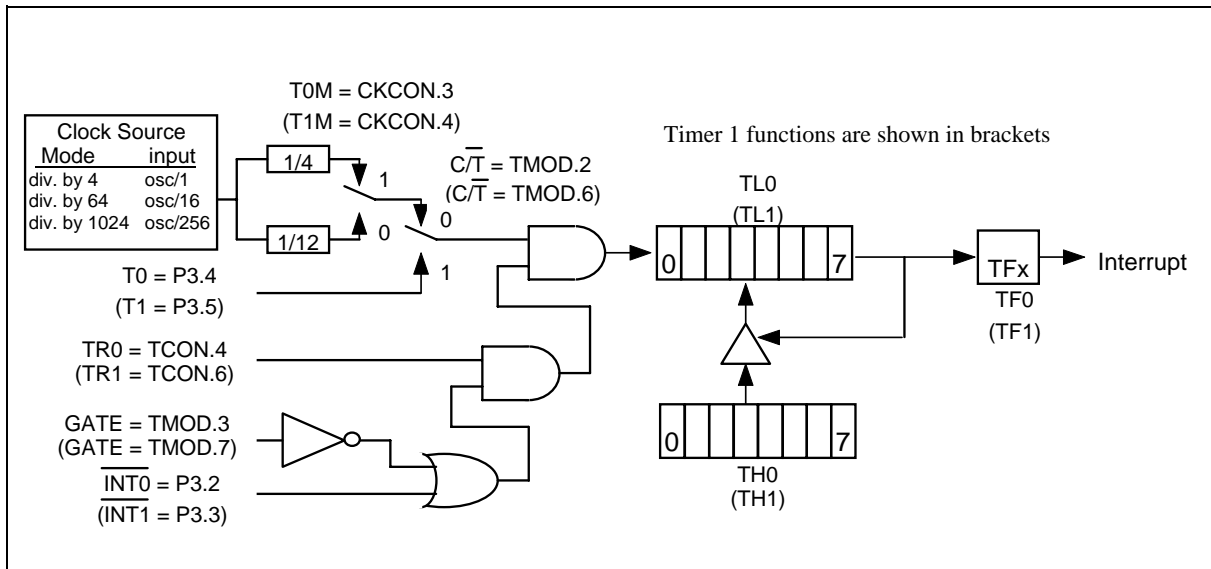 T0M = CKCON.3
(T1M = CKCON.4)
Timer 1 functions are shown in brackets
Clock Source
Mode input
div. by 4 osc/1
div. by 64 osc/16
div. by 1024 osc/256
1/4
1/12
1
0
C/T̅ = TMOD.2
(C/T̅ = TMOD.6)
0
1
T0 = P3.4
(T1 = P3.5)
TR0 = TCON.4
(TR1 = TCON.6)
GATE = TMOD.3
(GATE = TMOD.7)
I̅N̅T̅0̅ = P3.2
(I̅N̅T̅1̅ = P3.3)
TL0
(TL1)
0 7
TFx
Interrupt
TF0
(TF1)
0 7
TH0
(TH1)